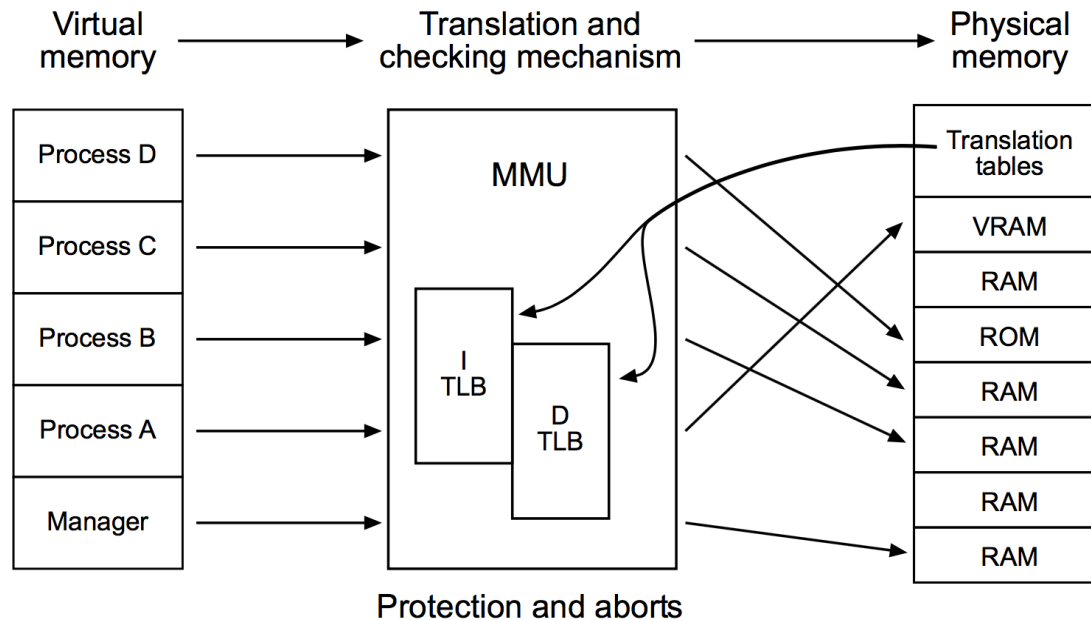 Virtual
memory
Translation and
checking mechanism
Physical
memory
Process D
Process C
Process B
Process A
Manager
MMU
I
TLB
D
TLB
Translation
tables
VRAM
RAM
ROM
RAM
RAM
RAM
RAM
Protection and aborts